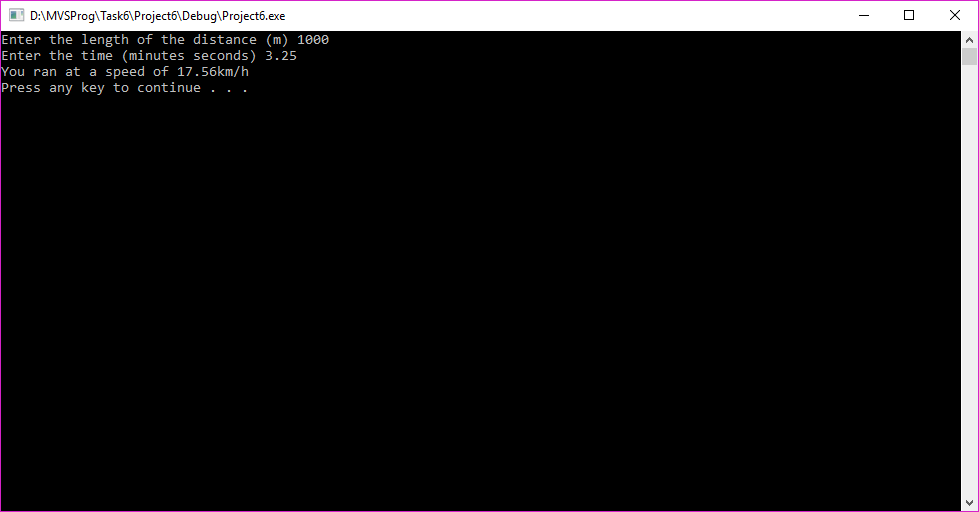 D:\MVSProg\Task6\Project6\Debug\Project6.exe
Enter the length of the distance (m) 1000
Enter the time (minutes seconds) 3.25
You ran at a speed of 17.56km/h
Press any key to continue . . .